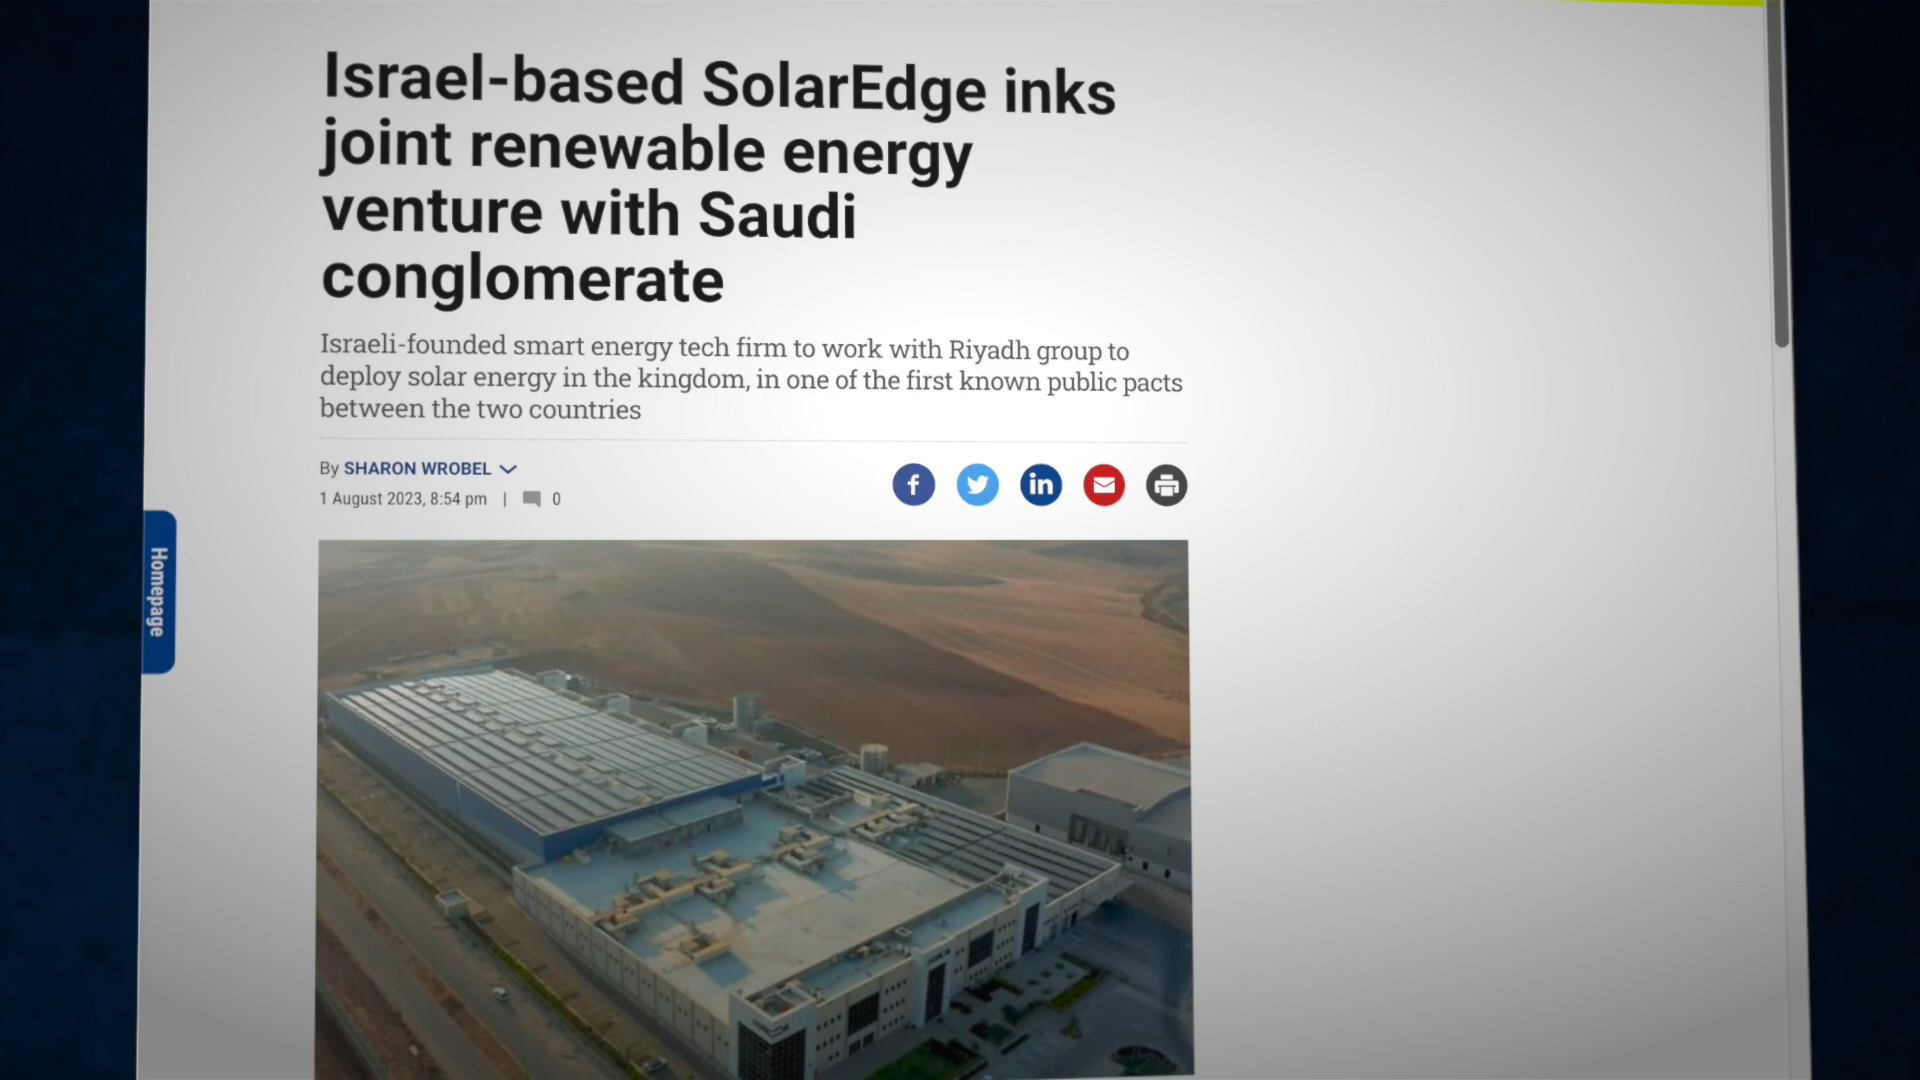 Israel-based SolarEdge inks
joint renewable energy
venture with Saudi
conglomerate
Israeli-founded smart energy tech firm to work with Riyadh group to
deploy solar energy in the kingdom, in one of the first known public pacts
between the two countries
By SHARON WROBEL
1 August 2023, 8:54 pm | 0
f in
Homepage